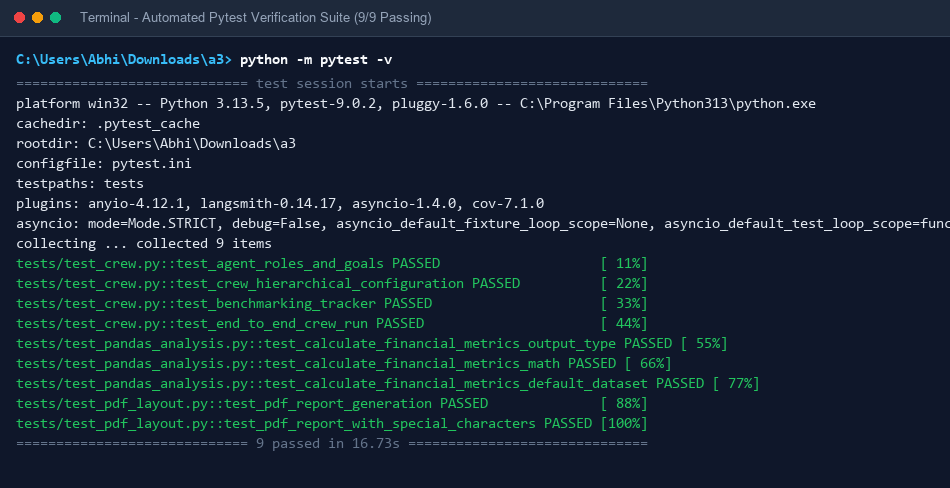 Terminal - Automated Pytest Verification Suite (9/9 Passing)
C:\Users\Abhi\Downloads\a3> python -m pytest -v
============================= test session starts =============================
platform win32 -- Python 3.13.5, pytest-9.0.2, pluggy-1.6.0 -- C:\Program Files\Python313\python.exe
cachedir: .pytest_cache
rootdir: C:\Users\Abhi\Downloads\a3
configfile: pytest.ini
testpaths: tests
plugins: anyio-4.12.1, langsmith-0.14.17, asyncio-1.4.0, cov-7.1.0
asyncio: mode=Mode.STRICT, debug=False, asyncio_default_fixture_loop_scope=None, asyncio_default_test_loop_scope=func
collecting ... collected 9 items
tests/test_crew.py::test_agent_roles_and_goals PASSED                    [ 11%]
tests/test_crew.py::test_crew_hierarchical_configuration PASSED          [ 22%]
tests/test_crew.py::test_benchmarking_tracker PASSED                     [ 33%]
tests/test_crew.py::test_end_to_end_crew_run PASSED                      [ 44%]
tests/test_pandas_analysis.py::test_calculate_financial_metrics_output_type PASSED [ 55%]
tests/test_pandas_analysis.py::test_calculate_financial_metrics_math PASSED [ 66%]
tests/test_pandas_analysis.py::test_calculate_financial_metrics_default_dataset PASSED [ 77%]
tests/test_pdf_layout.py::test_pdf_report_generation PASSED              [ 88%]
tests/test_pdf_layout.py::test_pdf_report_with_special_characters PASSED [100%]
============================= 9 passed in 16.73s ==============================